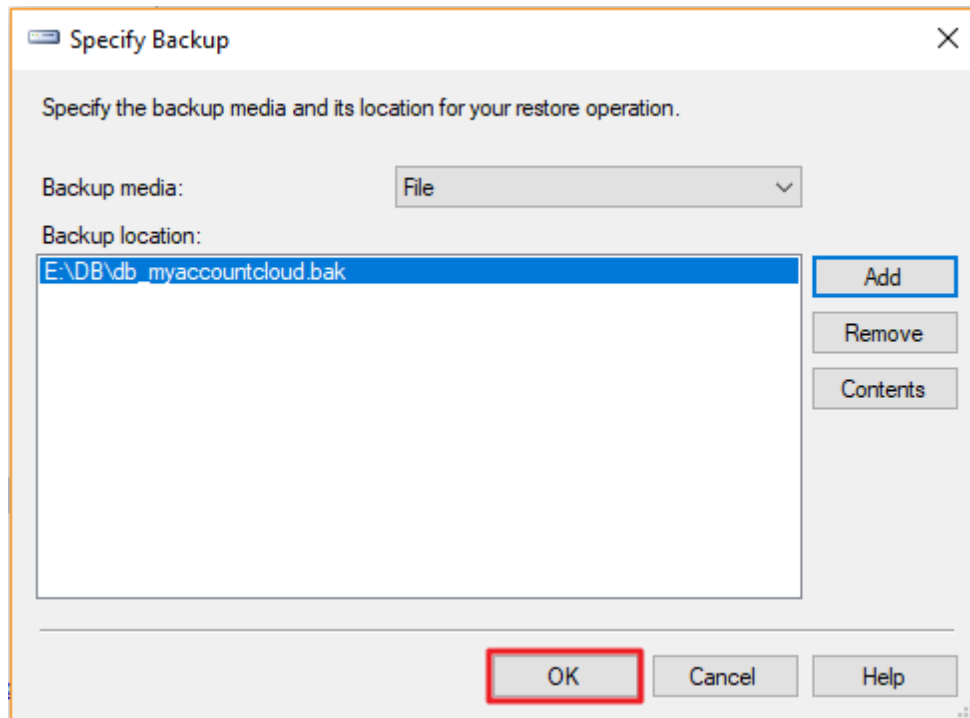 Specify Backup
Specify the backup media and its location for your restore operation.
Backup media:
File
Backup location:
E:\DB\db_myaccountcloud.bak
Add
Remove
Contents
OK
Cancel
Help